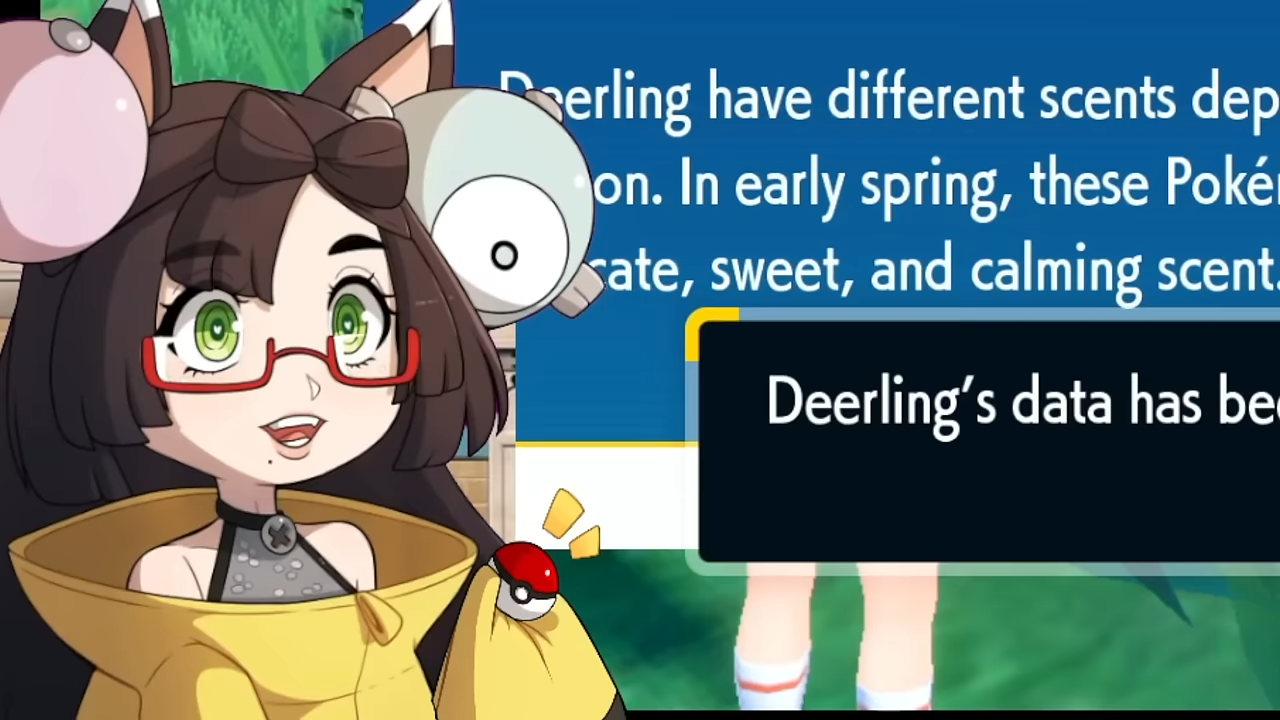 Deerling have different scents dep
on. In early spring, these Poké
cate, sweet, and calming scent.
Deerling's data has bee